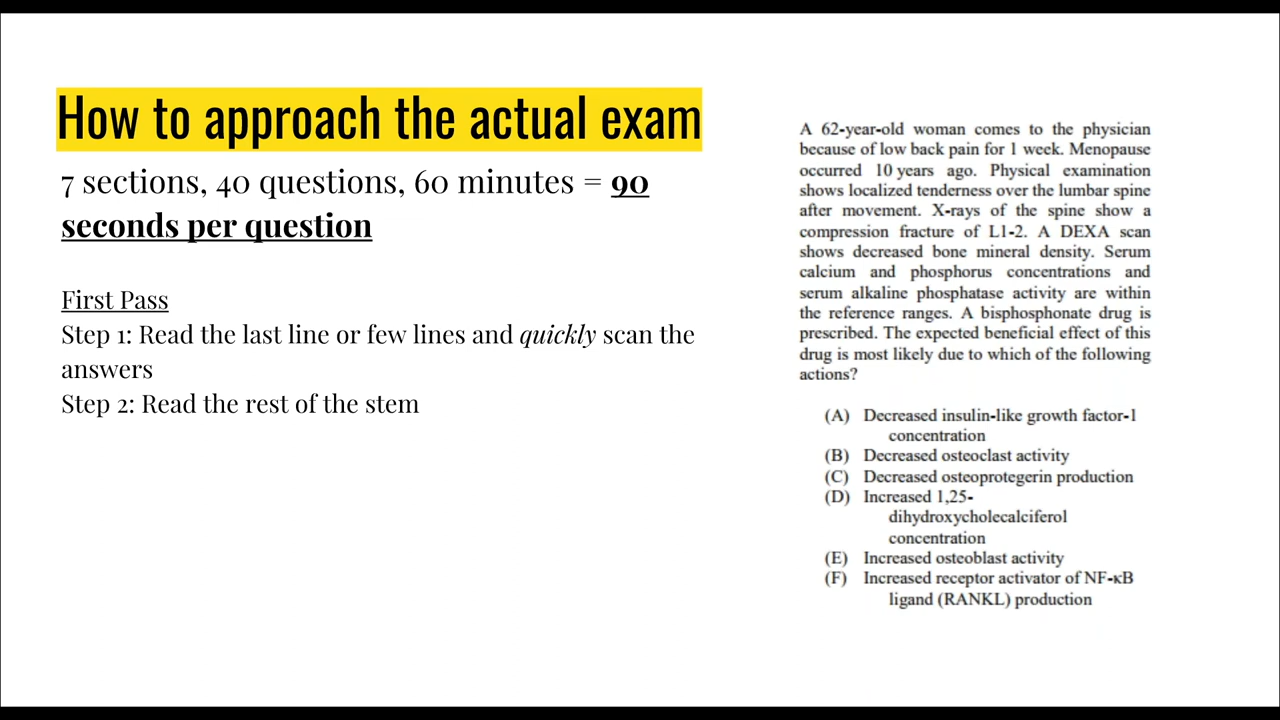 How to approach the actual exam
7 sections, 40 questions, 60 minutes = 90
seconds per question
First Pass
Step 1: Read the last line or few lines and quickly scan the
answers
Step 2: Read the rest of the stem
A 62-year-old woman comes to the physician
because of low back pain for 1 week. Menopause
occurred 10 years ago. Physical examination
shows localized tenderness over the lumbar spine
after movement. X-rays of the spine show a
compression fracture of L1-2. A DEXA scan
shows decreased bone mineral density. Serum
calcium and phosphorus concentrations and
serum alkaline phosphatase activity are within
the reference ranges. A bisphosphonate drug is
prescribed. The expected beneficial effect of this
drug is most likely due to which of the following
actions?
(A) Decreased insulin-like growth factor-1
concentration
(B) Decreased osteoclast activity
(C) Decreased osteoprotegerin production
(D) Increased 1,25-
dihydroxycholecalciferol
concentration
(E) Increased osteoblast activity
(F) Increased receptor activator of NF-κB
ligand (RANKL) production